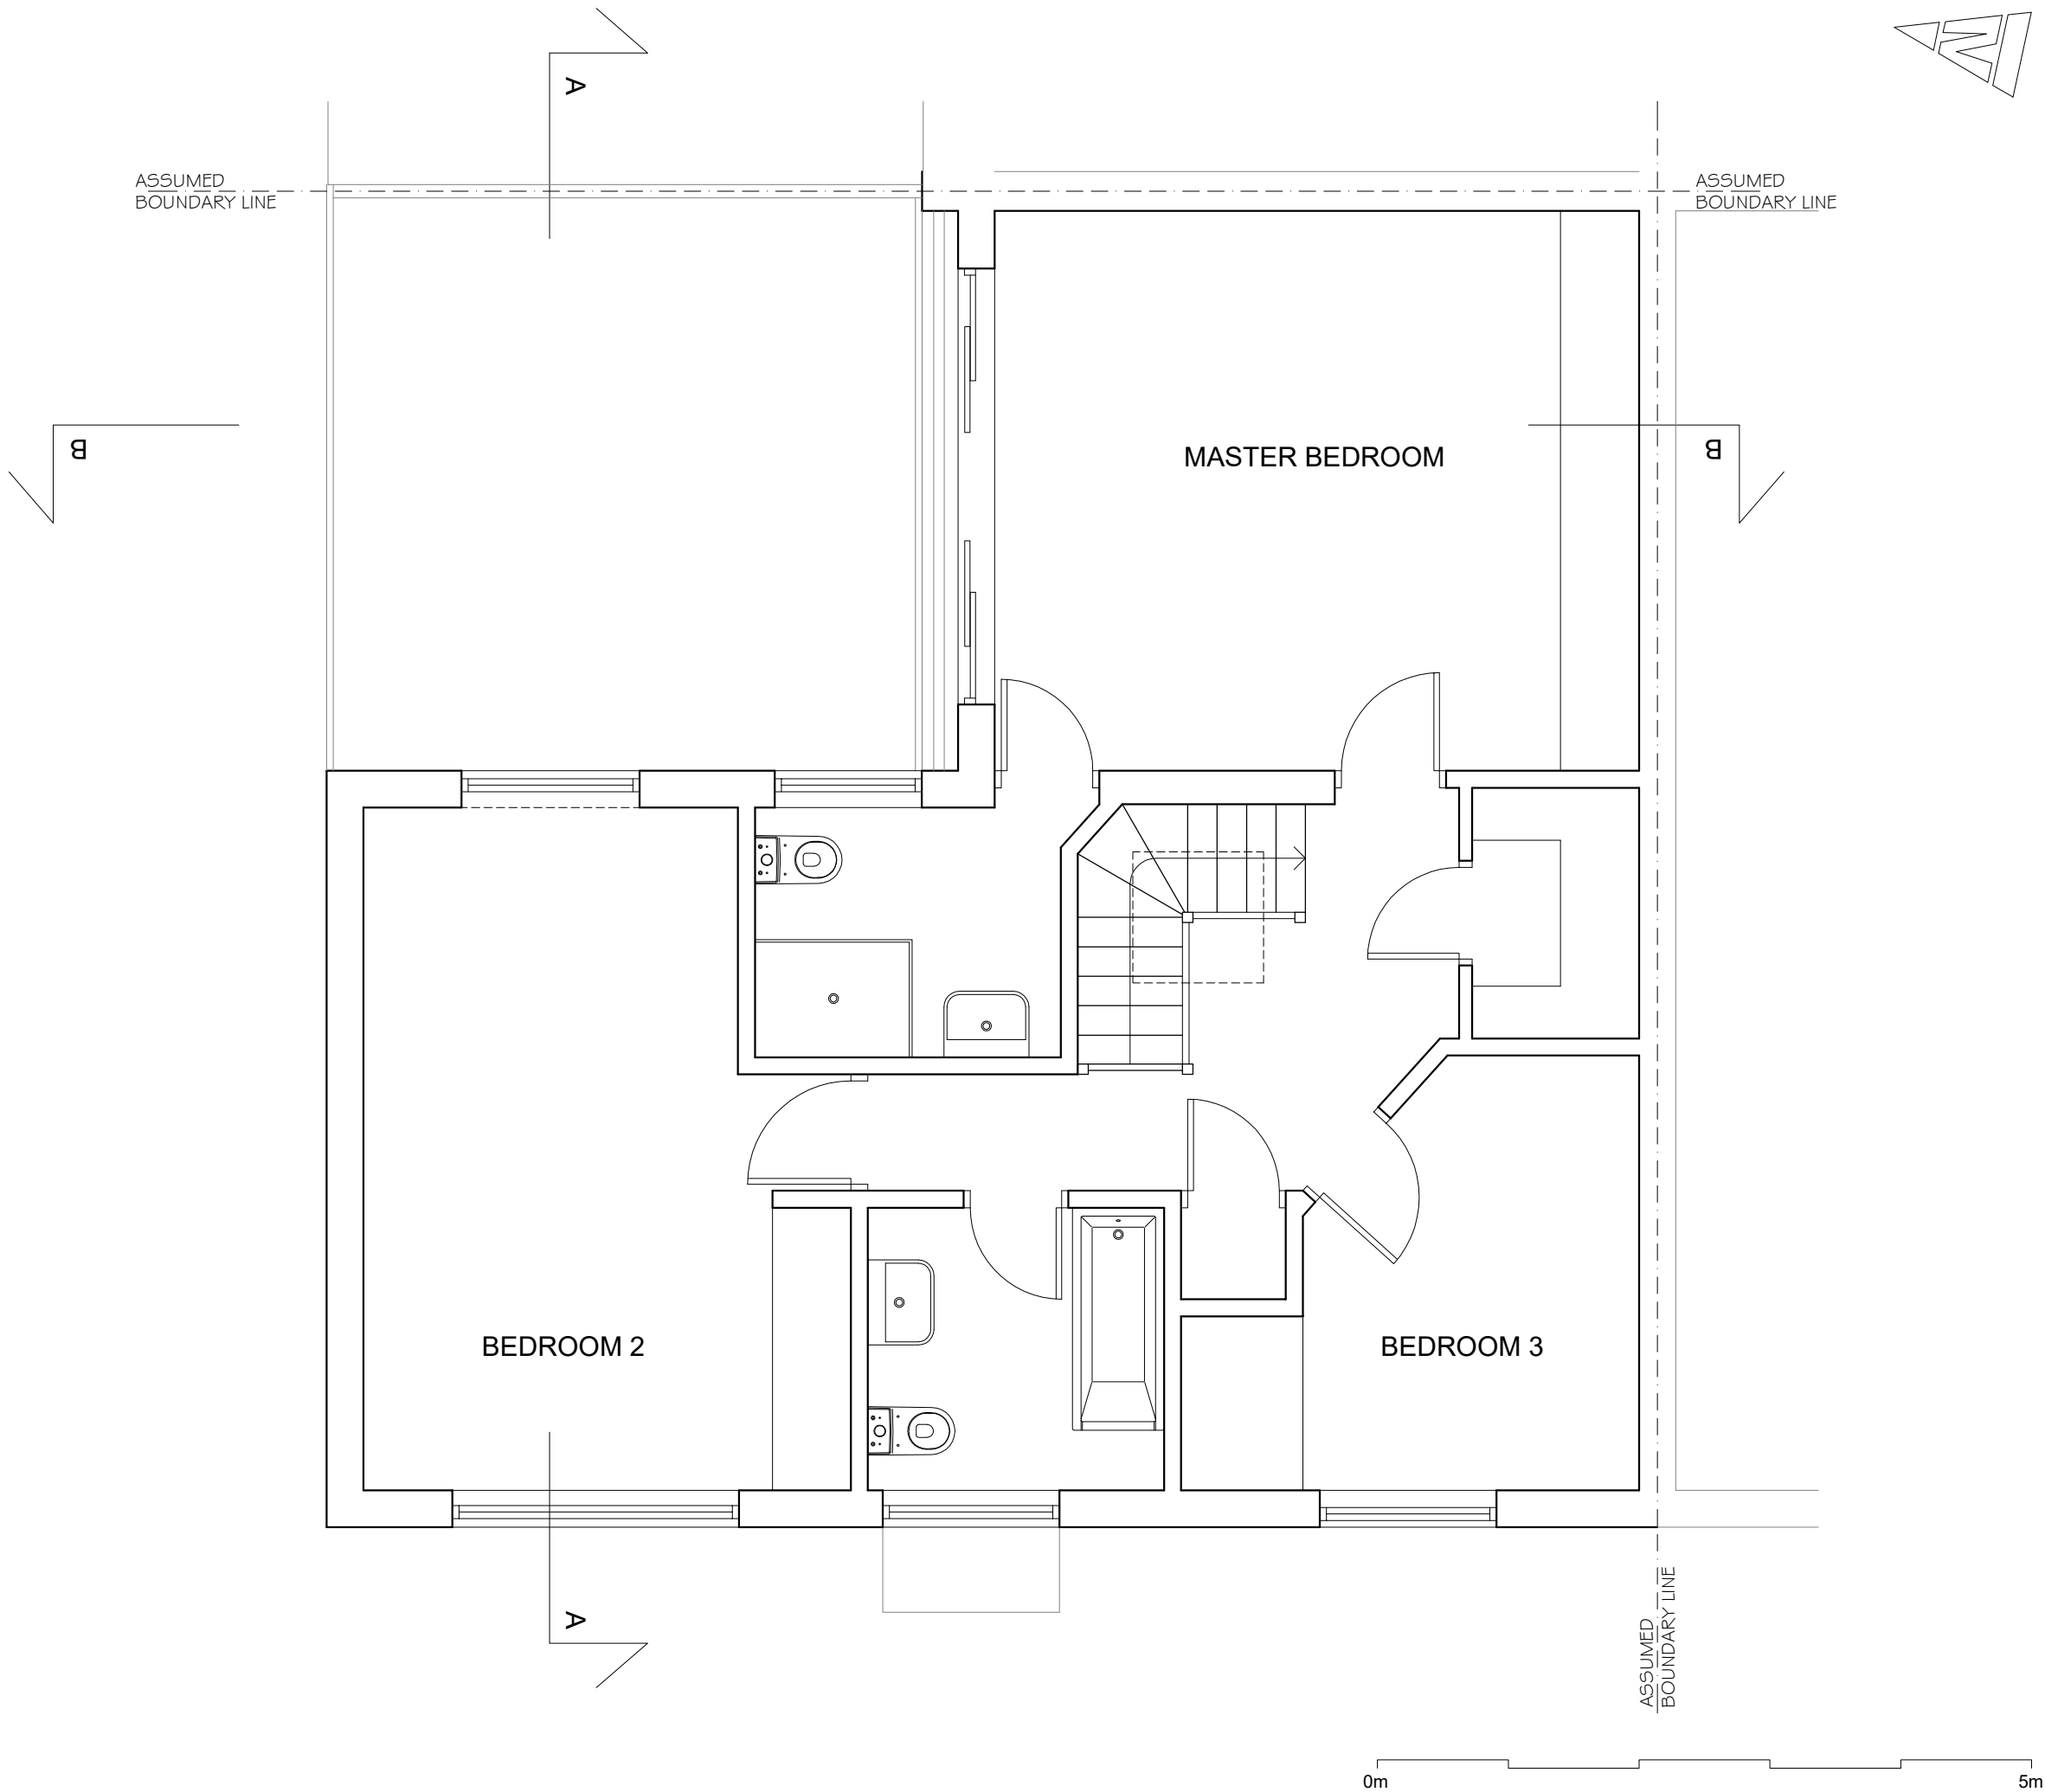 N
A
ASSUMED
BOUNDARY LINE
ASSUMED
BOUNDARY LINE
B
B
MASTER BEDROOM
BEDROOM 2
BEDROOM 3
A
ASSUMED
BOUNDARY LINE
0m
5m